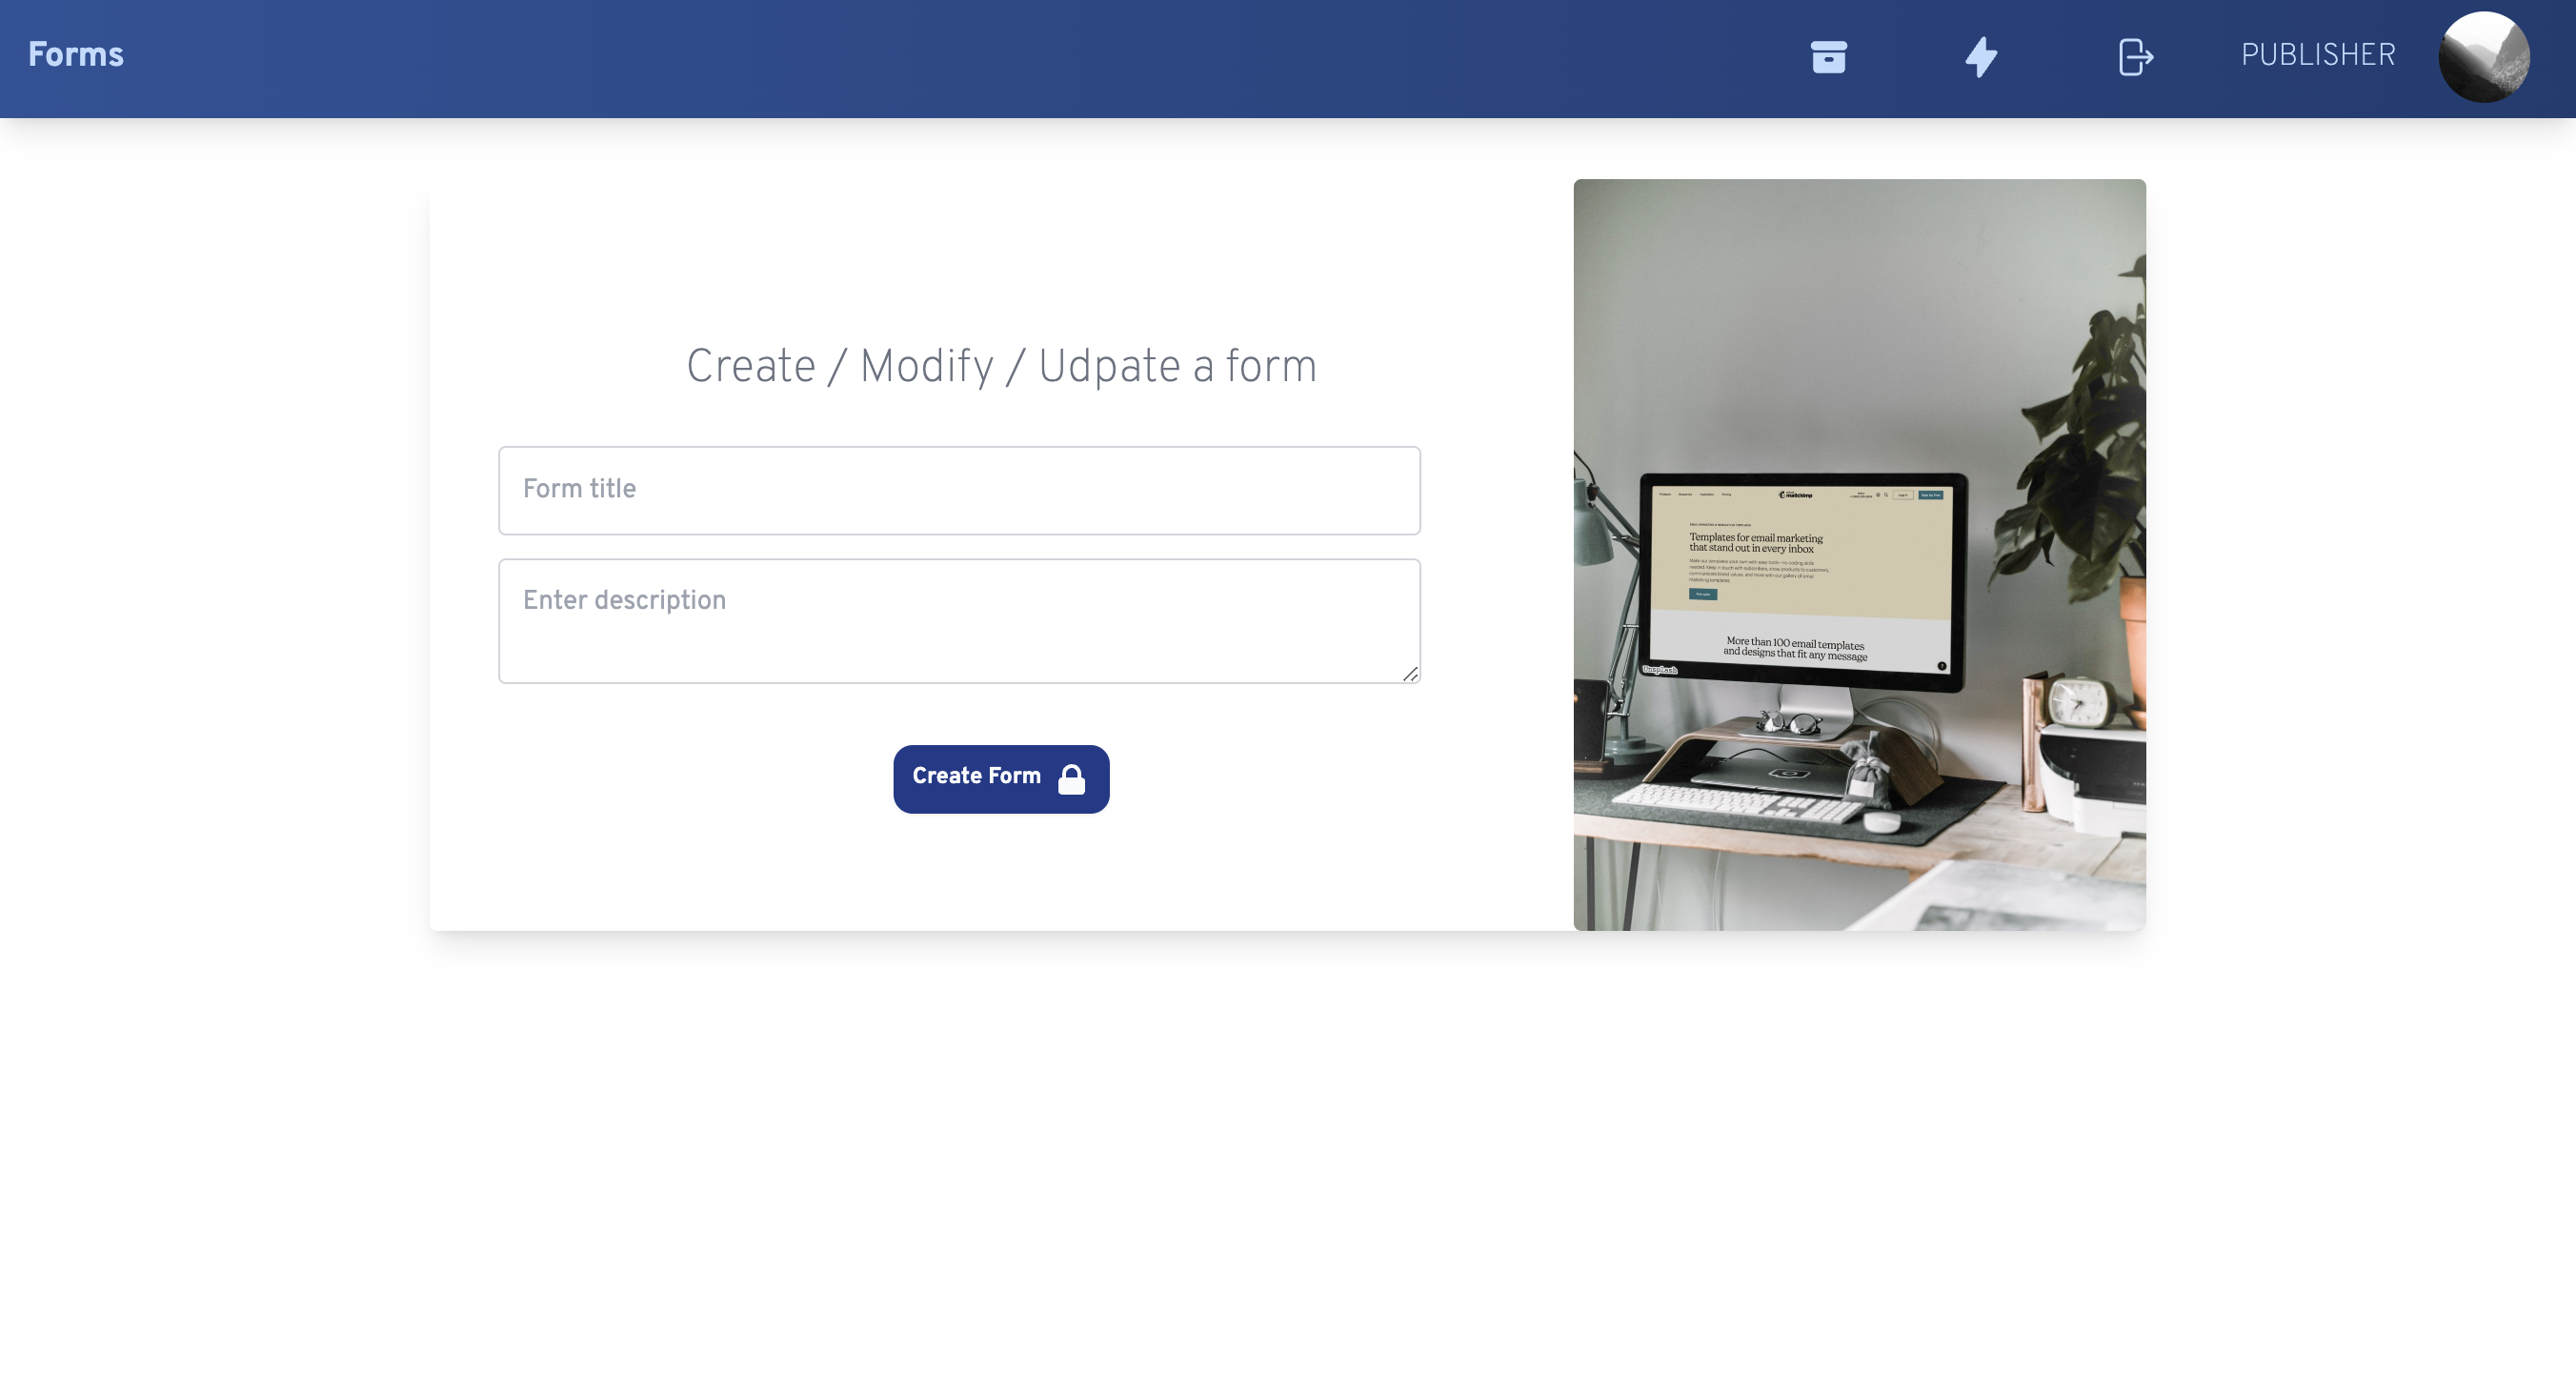 Forms
PUBLISHER
Create / Modify / Udpate a form
Form title
Enter description
Create Form
mailchimp
Templates for email marketing
that stand out in every inbox
More than 100 email templates
and designs that fit any message
Unsplash